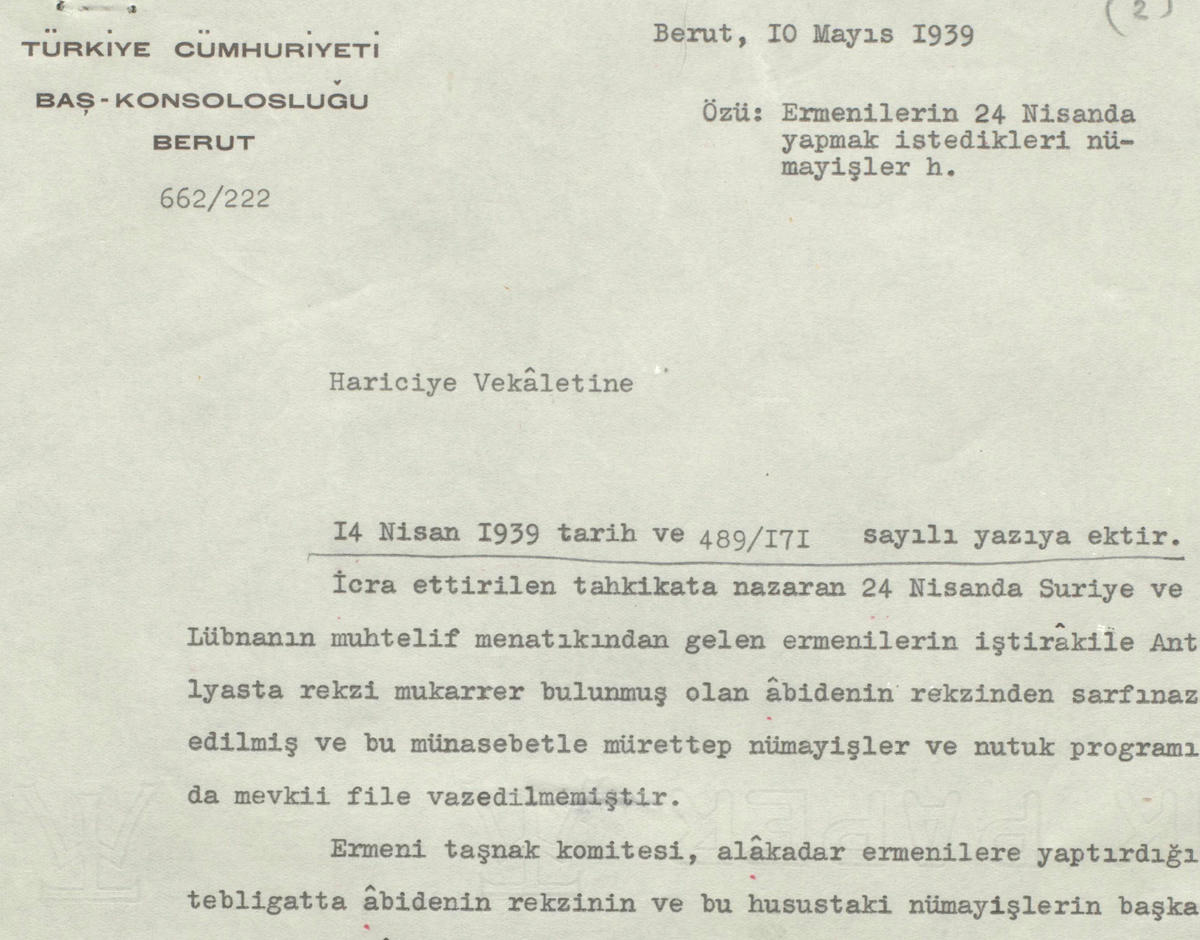 (2)
TÜRKİYE CÜMHURİYETİ
BAŞ-KONSOLOSLUĞU
BERUT
662/222
Berut, IO Mayıs I939
Özü: Ermenilerin 24 Nisanda
yapmak istedikleri nü-
mayişler h.
Hariciye Vekâletine
I4 Nisan I939 tarih ve 489/I7I sayılı yazıya ektir.
İcra ettirilen tahkikata nazaran 24 Nisanda Suriye ve
Lübnanın muhtelif menatıkından gelen ermenilerin iştirâkile Ant
lyasta rekzi mukarrer bulunmuş olan âbidenin rekzinden sarfınaz
edilmiş ve bu münasebetle mürettep nümayişler ve nutuk programı
da mevkii file vazedilmemiştir.
Ermeni taşnak komitesi, alâkadar ermenilere yaptırdığı
tebligatta âbidenin rekzinin ve bu husustaki nümayişlerin başka